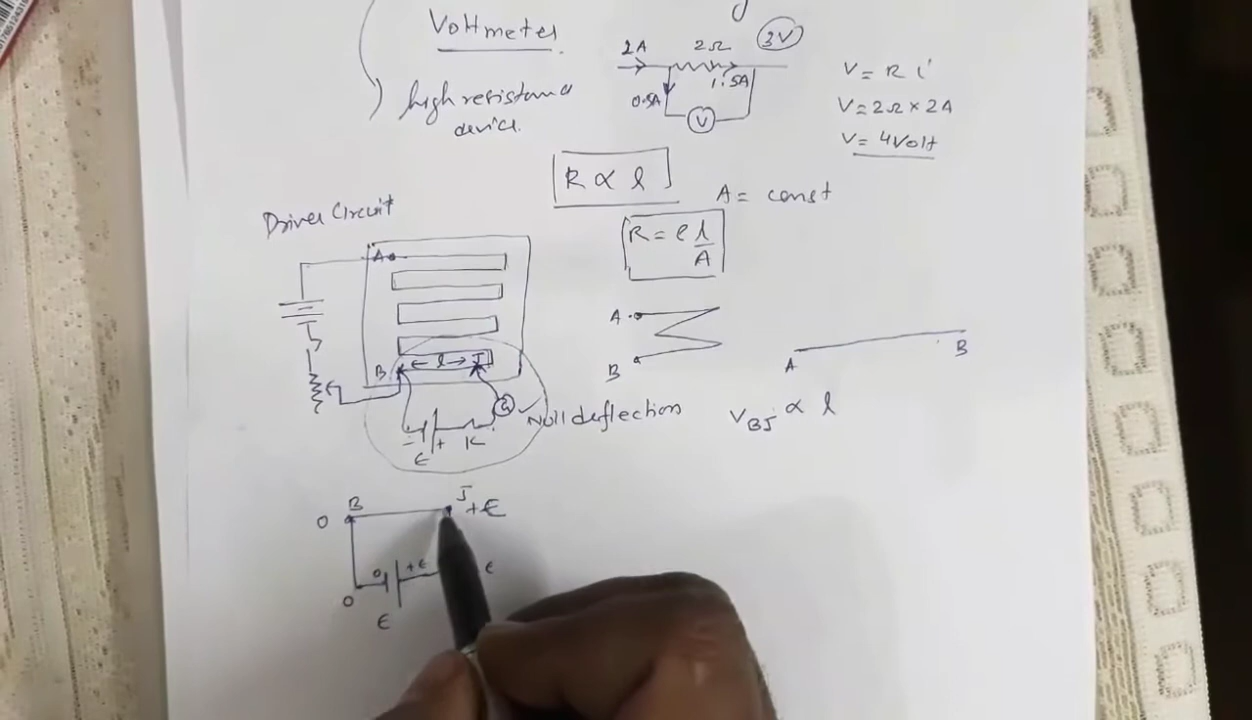 Voltmeter
high resistance
device.
2A 2Ω 3V
0.5A 1.5A
V
V = R i
V = 2Ω × 2A
V = 4Volt
R ∝ l
A = const
R = ρ l/A
Driver Circuit
A
B ← l → J
G Null deflection
- + K
ε
A
B
A B
V_BJ ∝ l
0 B J +ε
0 +ε ε
0
ε